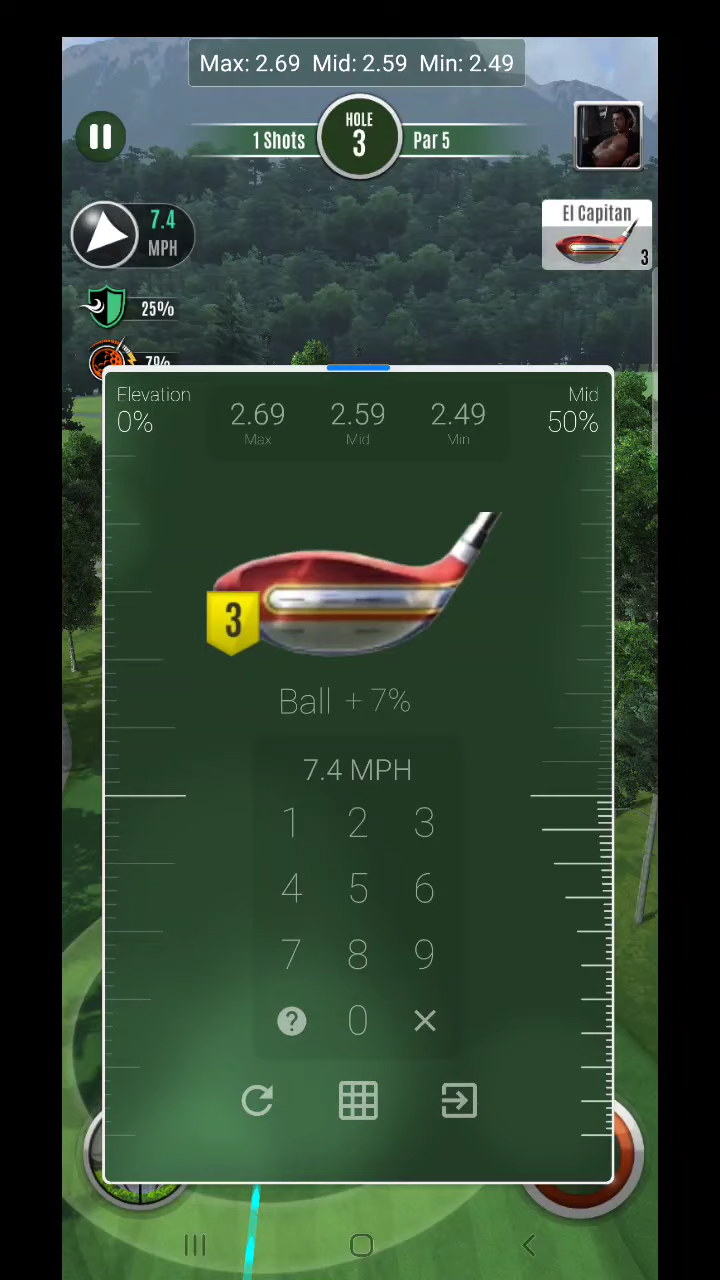 Max: 2.69 Mid: 2.59 Min: 2.49
HOLE
1 Shots 3 Par 5
7.4
MPH
El Capitan
3
25%
7%
Elevation
0%
2.69 2.59 2.49
Max Mid Min
Mid
50%
3
Ball + 7%
7.4 MPH
1 2 3
4 5 6
7 8 9
? 0 ×